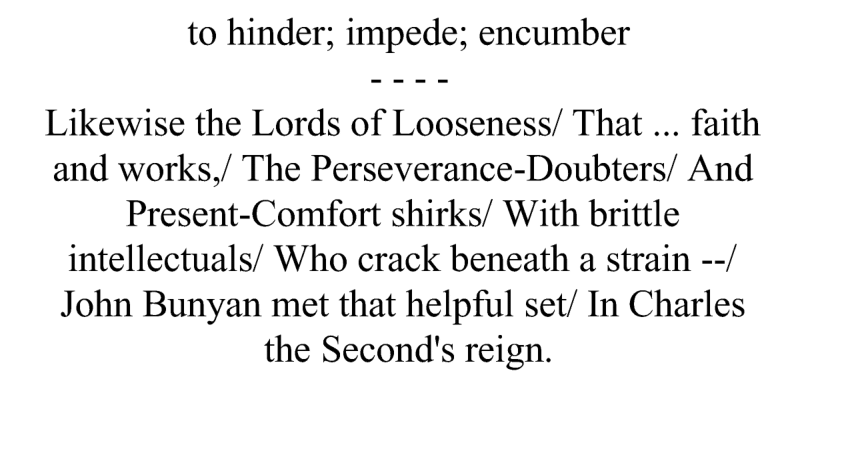 to hinder; impede; encumber
- - - -
Likewise the Lords of Looseness/ That ... faith
and works,/ The Perseverance-Doubters/ And
Present-Comfort shirks/ With brittle
intellectuals/ Who crack beneath a strain --/
John Bunyan met that helpful set/ In Charles
the Second's reign.